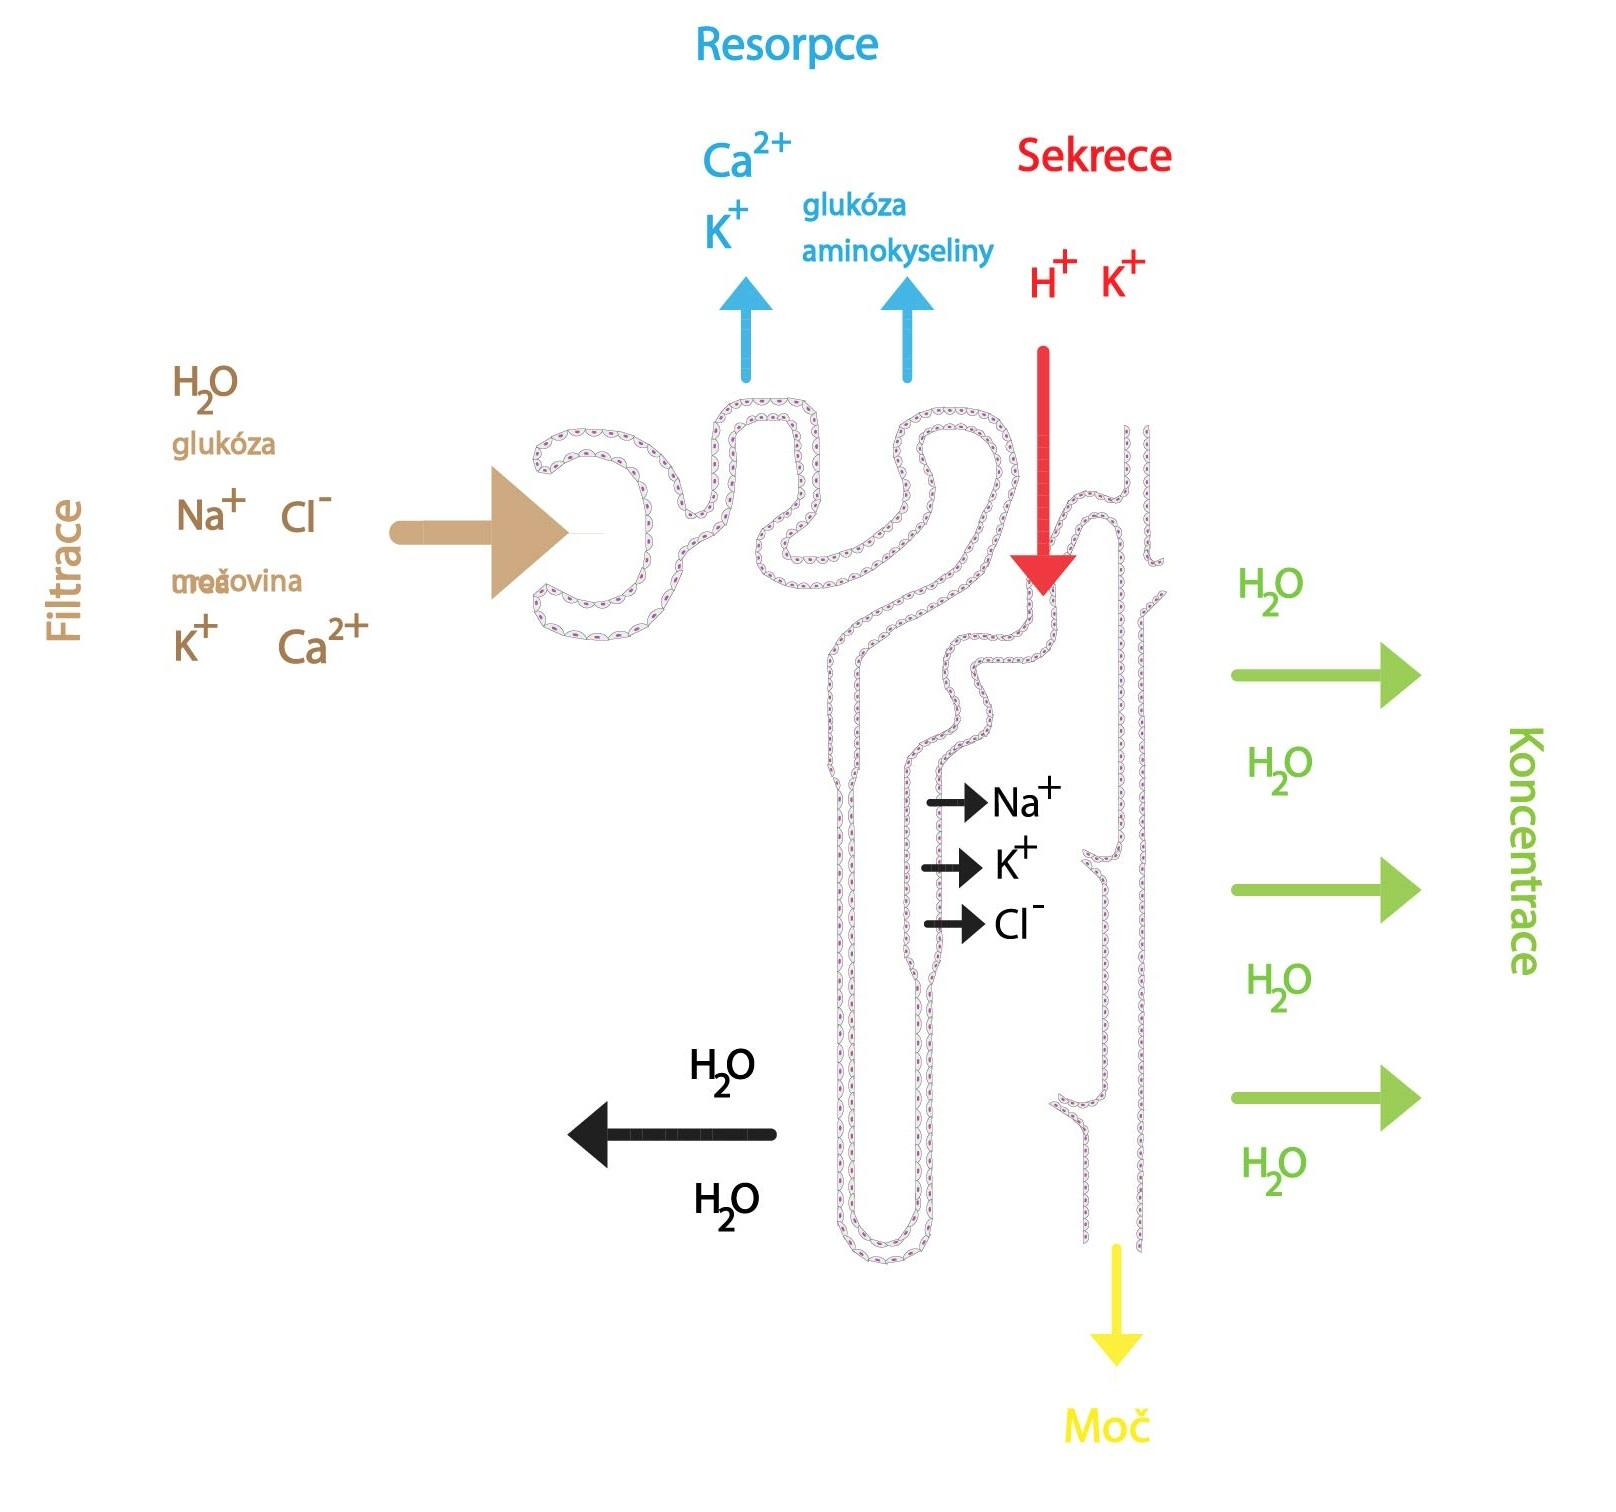 Resorpce
Ca2+
K+
glukóza
aminokyseliny
Sekrece
H+ K+
Filtrace
H2O
glukóza
Na+ Cl-
močovina
K+ Ca2+
Na+
K+
Cl-
H2O
H2O
H2O
H2O
H2O
H2O
Koncentrace
Moč